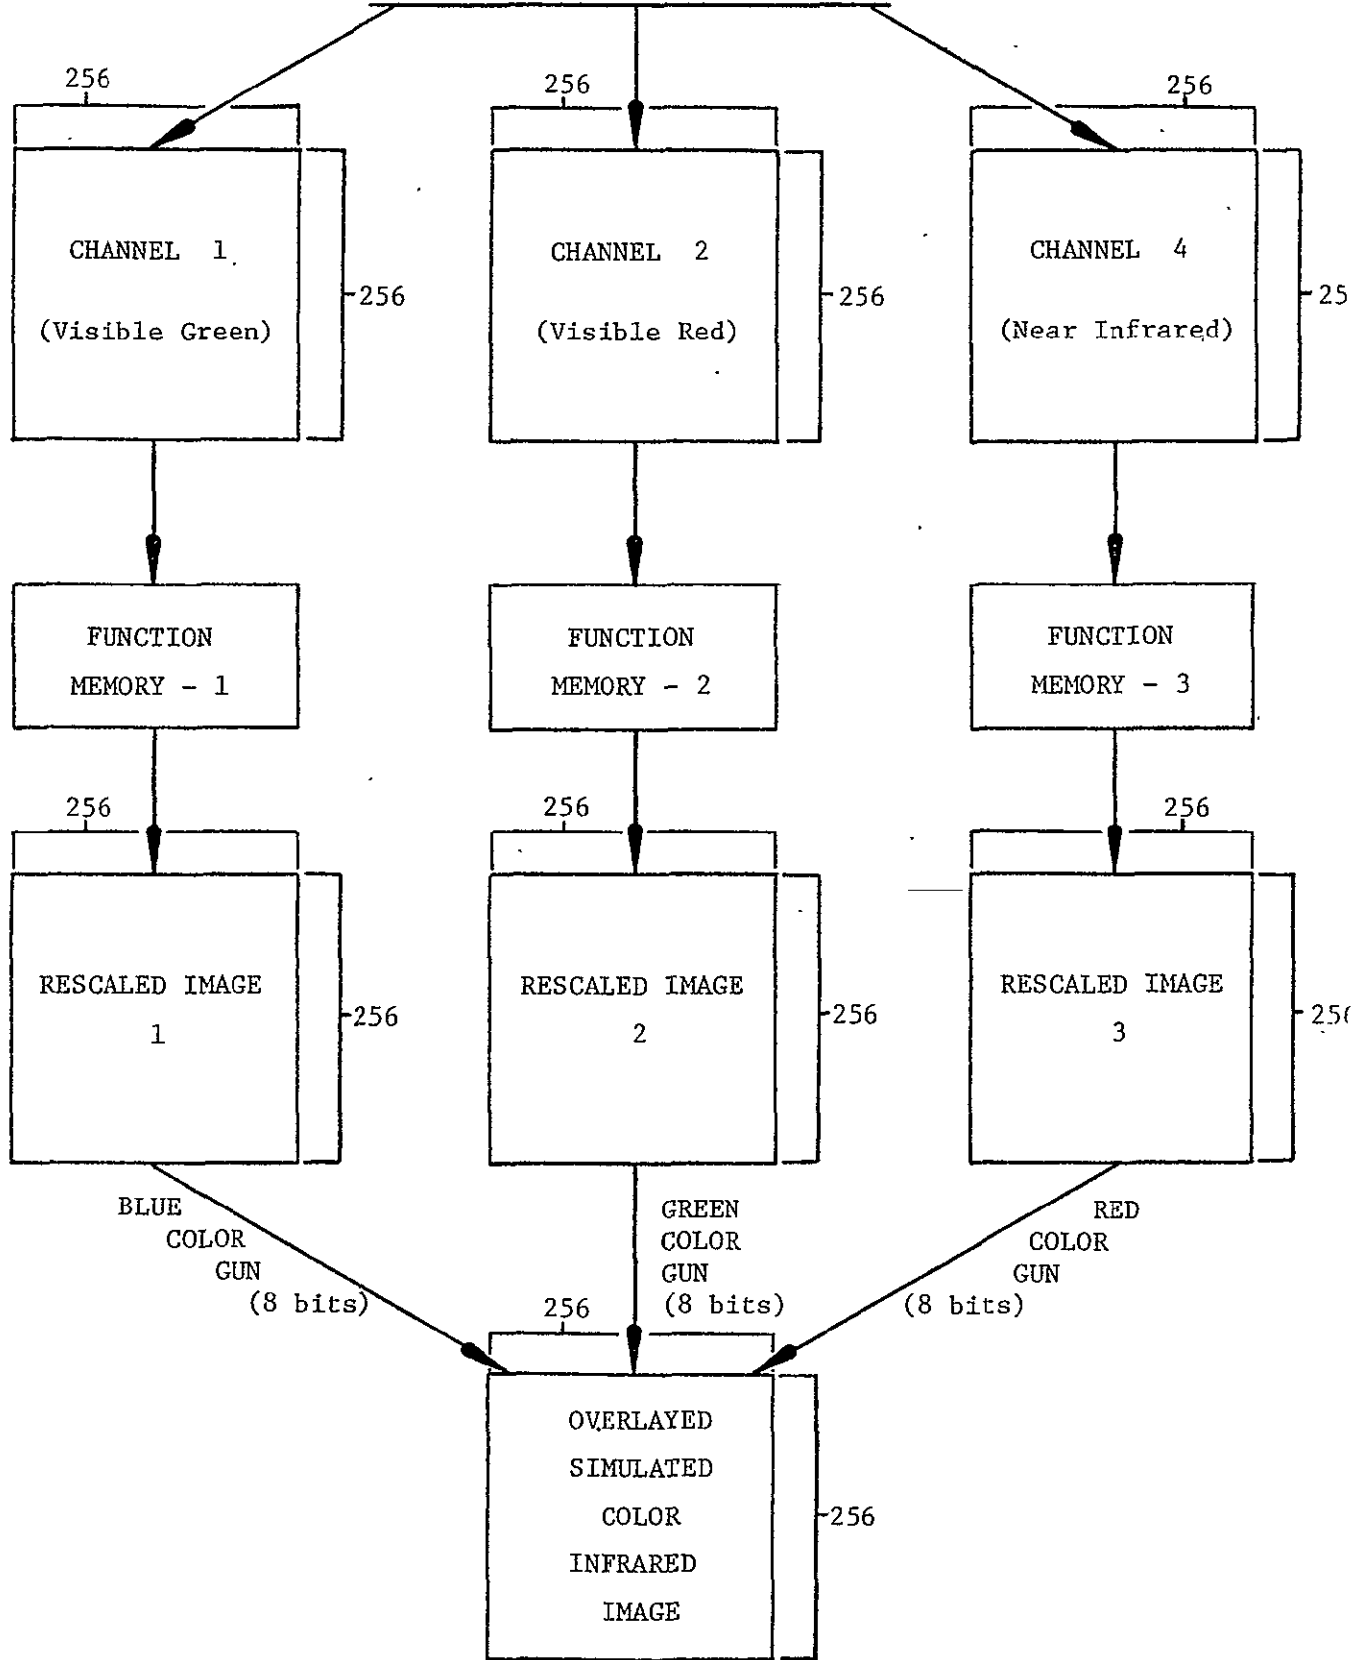 256
256
256
CHANNEL 1
(Visible Green)
256
CHANNEL 2
(Visible Red)
256
CHANNEL 4
(Near Infrared)
25
FUNCTION
MEMORY - 1
FUNCTION
MEMORY - 2
FUNCTION
MEMORY - 3
256
256
256
RESCALED IMAGE
1
256
RESCALED IMAGE
2
256
RESCALED IMAGE
3
256
BLUE
COLOR
GUN
(8 bits)
GREEN
COLOR
GUN
(8 bits)
RED
COLOR
GUN
(8 bits)
256
OVERLAYED
SIMULATED
COLOR
INFRARED
IMAGE
256